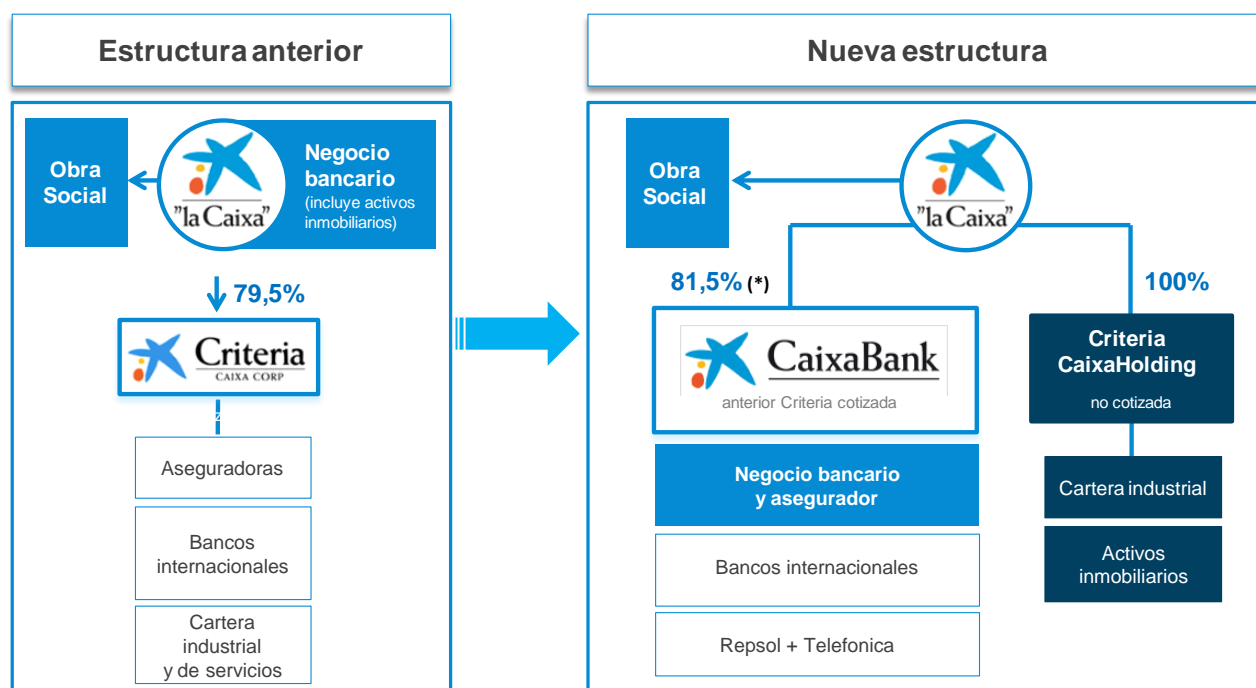 Estructura anterior
Nueva estructura
Obra
Social
"la Caixa"
Negocio
bancario
(incluye activos
inmobiliarios)
79,5%
Criteria
CAIXA CORP
Aseguradoras
Bancos
internacionales
Cartera
industrial
y de servicios
Obra
Social
"la Caixa"
81,5% (*)
100%
CaixaBank
anterior Criteria cotizada
Negocio bancario
y asegurador
Bancos internacionales
Repsol + Telefonica
Criteria
CaixaHolding
no cotizada
Cartera industrial
Activos
inmobiliarios